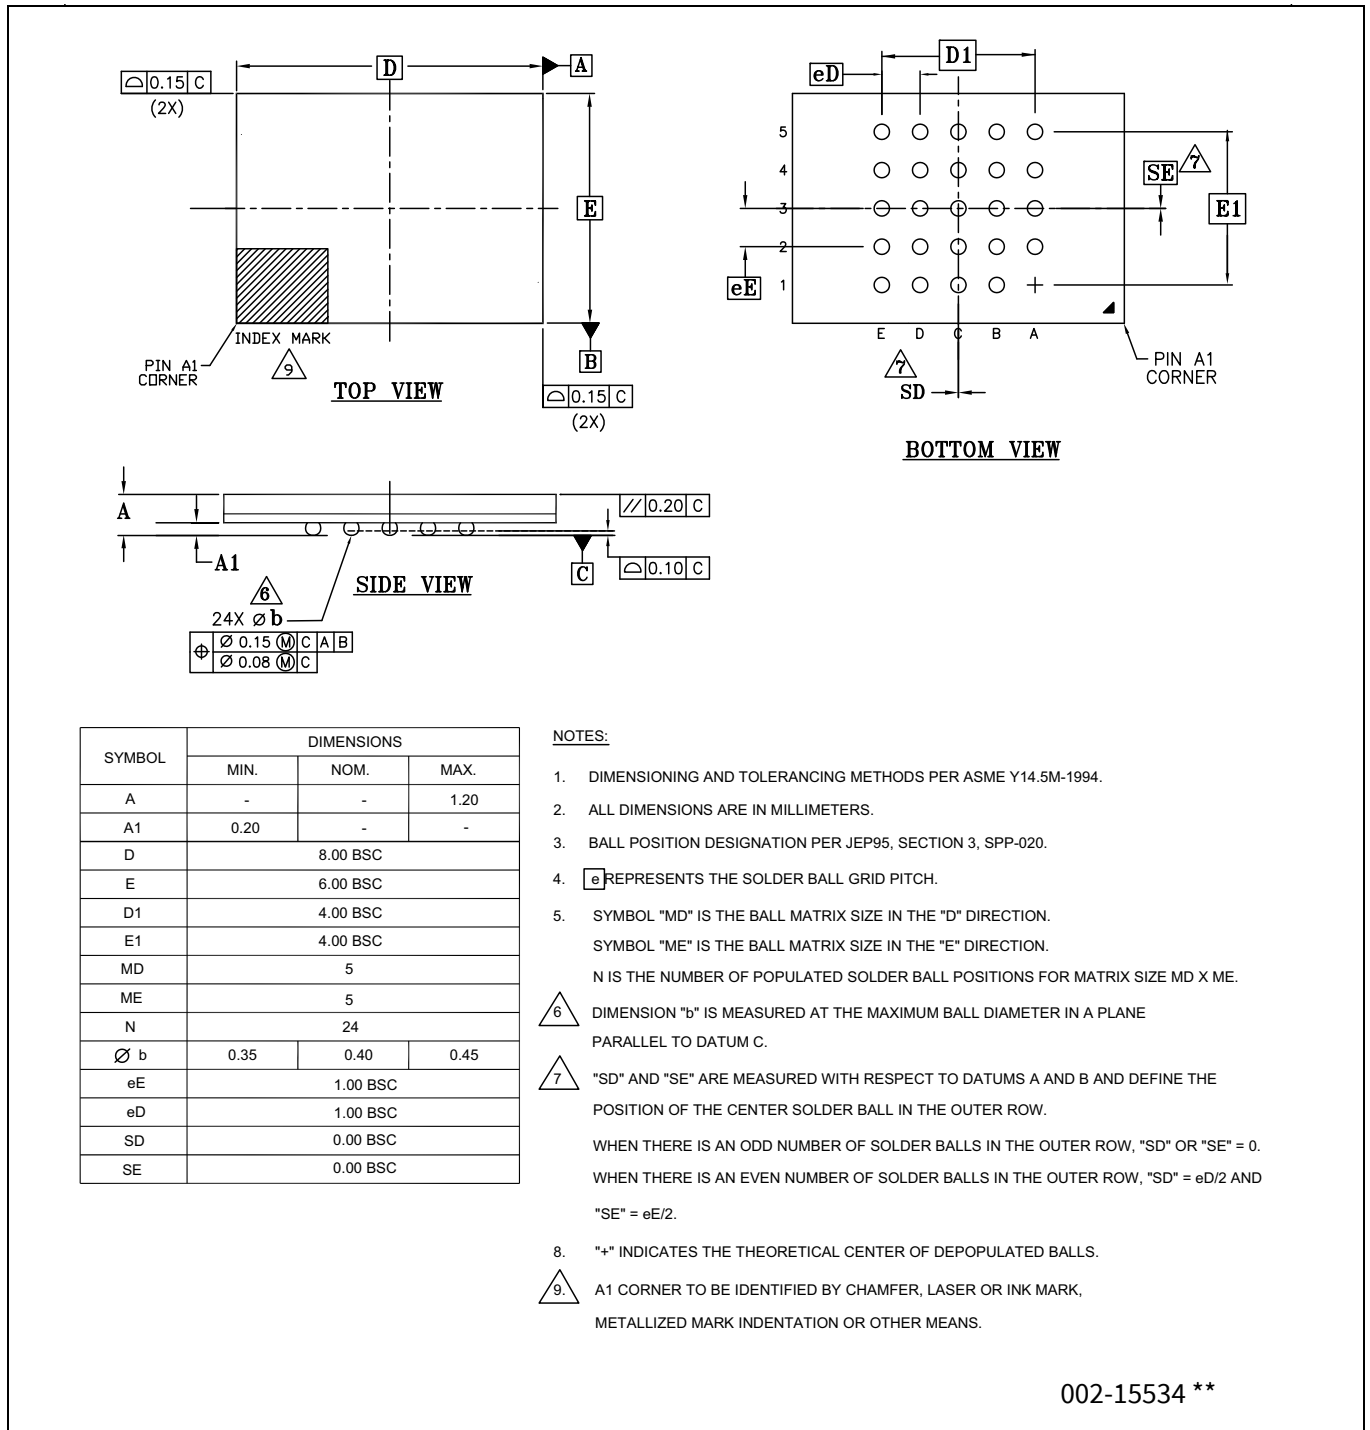 D
A
⌓ 0.15 C
(2X)
E
INDEX MARK
9
PIN A1
CORNER
B
TOP VIEW
⌓ 0.15 C
(2X)
D1
eD
5
4
3
2
1
SE
7
E1
eE
E D C B A
7
SD
PIN A1
CORNER
BOTTOM VIEW
A
A1
// 0.20 C
C
⌓ 0.10 C
SIDE VIEW
6
24X Ø b
⌖ Ø 0.15 Ⓜ C A B
Ø 0.08 Ⓜ C
SYMBOL DIMENSIONS
MIN. NOM. MAX.
A - - 1.20
A1 0.20 - -
D 8.00 BSC
E 6.00 BSC
D1 4.00 BSC
E1 4.00 BSC
MD 5
ME 5
N 24
Ø b 0.35 0.40 0.45
eE 1.00 BSC
eD 1.00 BSC
SD 0.00 BSC
SE 0.00 BSC
NOTES:
1. DIMENSIONING AND TOLERANCING METHODS PER ASME Y14.5M-1994.
2. ALL DIMENSIONS ARE IN MILLIMETERS.
3. BALL POSITION DESIGNATION PER JEP95, SECTION 3, SPP-020.
4. e REPRESENTS THE SOLDER BALL GRID PITCH.
5. SYMBOL "MD" IS THE BALL MATRIX SIZE IN THE "D" DIRECTION.
SYMBOL "ME" IS THE BALL MATRIX SIZE IN THE "E" DIRECTION.
N IS THE NUMBER OF POPULATED SOLDER BALL POSITIONS FOR MATRIX SIZE MD X ME.
6 DIMENSION "b" IS MEASURED AT THE MAXIMUM BALL DIAMETER IN A PLANE
PARALLEL TO DATUM C.
7 "SD" AND "SE" ARE MEASURED WITH RESPECT TO DATUMS A AND B AND DEFINE THE
POSITION OF THE CENTER SOLDER BALL IN THE OUTER ROW.
WHEN THERE IS AN ODD NUMBER OF SOLDER BALLS IN THE OUTER ROW, "SD" OR "SE" = 0.
WHEN THERE IS AN EVEN NUMBER OF SOLDER BALLS IN THE OUTER ROW, "SD" = eD/2 AND
"SE" = eE/2.
8. "+" INDICATES THE THEORETICAL CENTER OF DEPOPULATED BALLS.
9. A1 CORNER TO BE IDENTIFIED BY CHAMFER, LASER OR INK MARK,
METALLIZED MARK INDENTATION OR OTHER MEANS.
002-15534 **